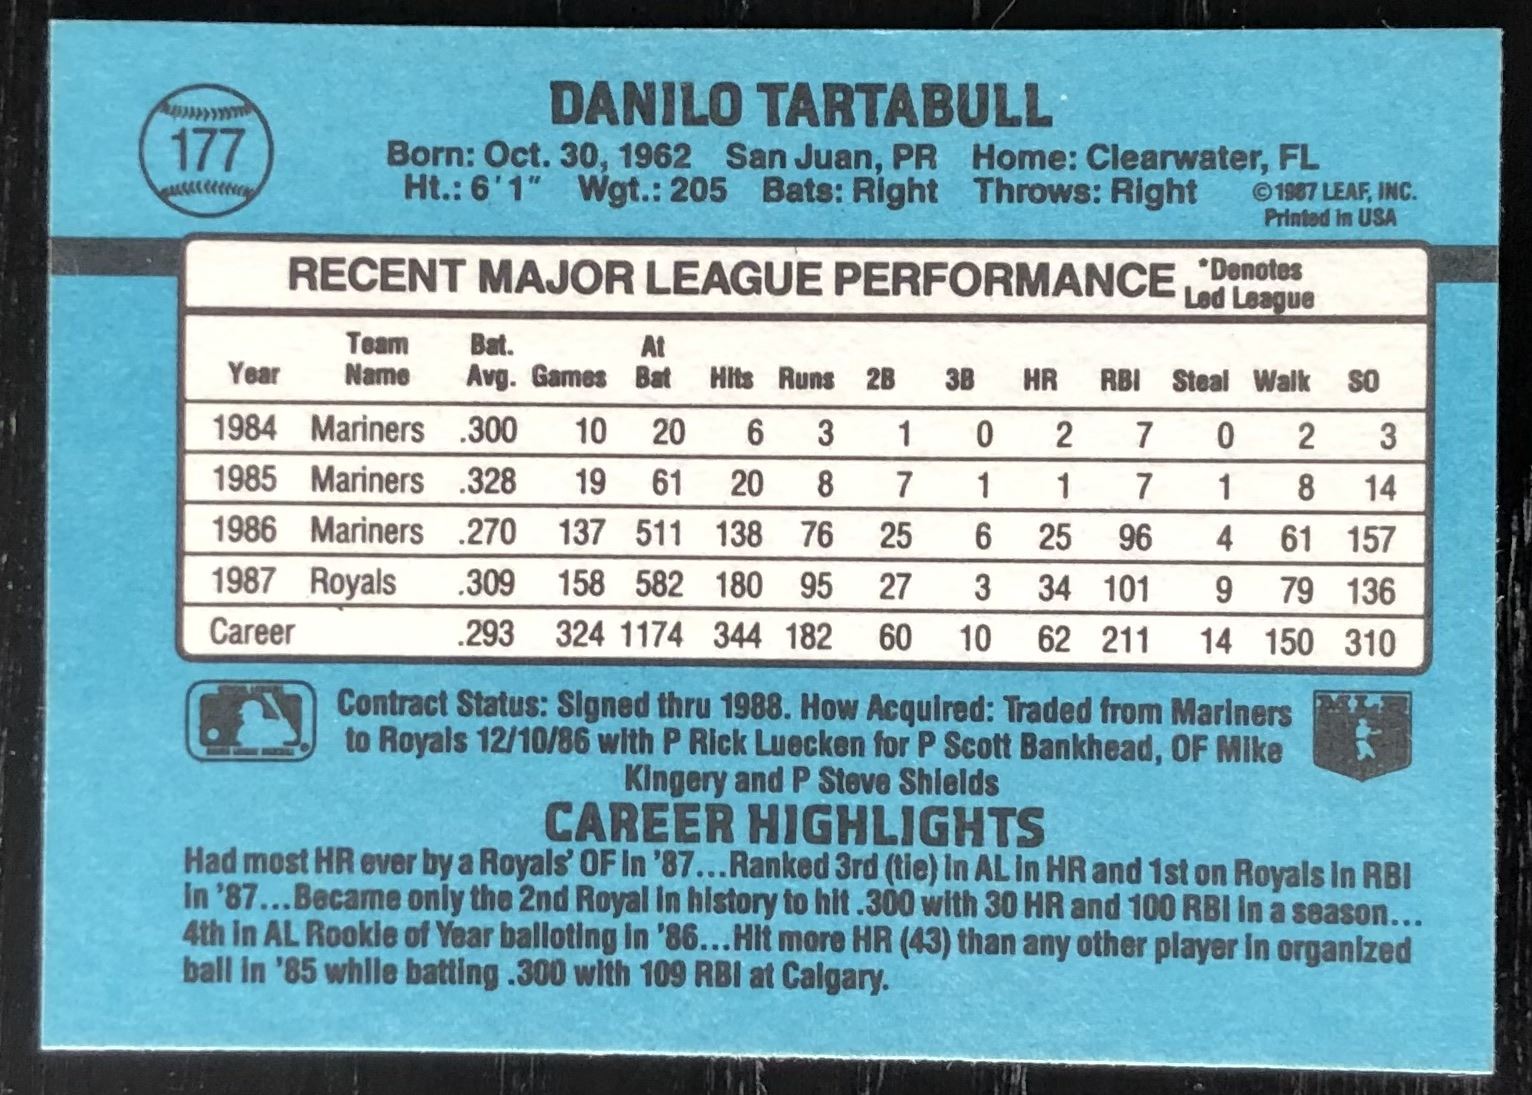 177
DANILO TARTABULL
Born: Oct. 30, 1962 San Juan, PR Home: Clearwater, FL
Ht.: 6'1" Wgt.: 205 Bats: Right Throws: Right
©1987 LEAF, INC.
Printed in USA
RECENT MAJOR LEAGUE PERFORMANCE *Denotes
Led League
Year Team Name Bat. Avg. Games At Bat Hits Runs 2B 3B HR RBI Steal Walk SO
1984 Mariners .300 10 20 6 3 1 0 2 7 0 2 3
1985 Mariners .328 19 61 20 8 7 1 1 7 1 8 14
1986 Mariners .270 137 511 138 76 25 6 25 96 4 61 157
1987 Royals .309 158 582 180 95 27 3 34 101 9 79 136
Career .293 324 1174 344 182 60 10 62 211 14 150 310
Contract Status: Signed thru 1988. How Acquired: Traded from Mariners
to Royals 12/10/86 with P Rick Luecken for P Scott Bankhead, OF Mike
Kingery and P Steve Shields
CAREER HIGHLIGHTS
Had most HR ever by a Royals' OF in '87...Ranked 3rd (tie) in AL in HR and 1st on Royals in RBI
in '87...Became only the 2nd Royal in history to hit .300 with 30 HR and 100 RBI in a season...
4th in AL Rookie of Year balloting in '86...Hit more HR (43) than any other player in organized
ball in '85 while batting .300 with 109 RBI at Calgary.